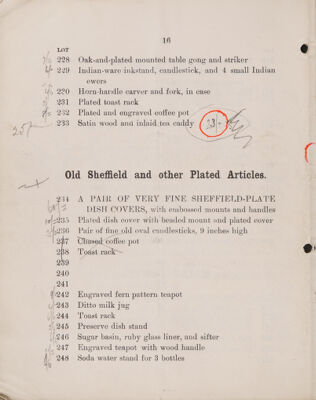 16
LOT
228 Oak-and-plated mounted table gong and striker
229 Indian-ware inkstand, candlestick, and 4 small Indian
ewers
220 Horn-handle carver and fork, in case
231 Plated toast rack
232 Plated and engraved coffee pot
233 Satin wood and inlaid tea caddy
Old Sheffield and other Plated Articles.
234 A PAIR OF VERY FINE SHEFFIELD-PLATE
DISH COVERS, with embossed mounts and handles
235 Plated dish cover with beaded mount and plated cover
236 Pair of fine old oval candlesticks, 9 inches high
237 Chased coffee pot
238 Toast rack
239
240
241
242 Engraved fern pattern teapot
243 Ditto milk jug
244 Toast rack
245 Preserve dish stand
246 Sugar basin, ruby glass liner, and sifter
247 Engraved teapot with wood handle
248 Soda water stand for 3 bottles